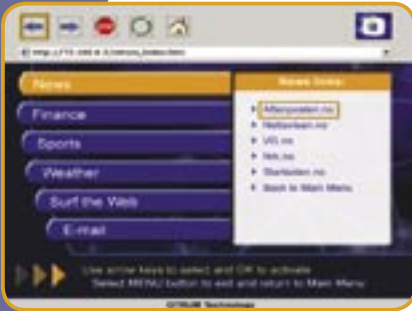 News
Finance
Sports
Weather
Surf the Web
E-mail
News links:
Aftenposten.no
Nettavisen.no
VG.no
Nrk.no
Startsiden.no
Back to Main Menu
Use arrow keys to select and OK to activate
Select MENU button to exit and return to Main Menu
Technology